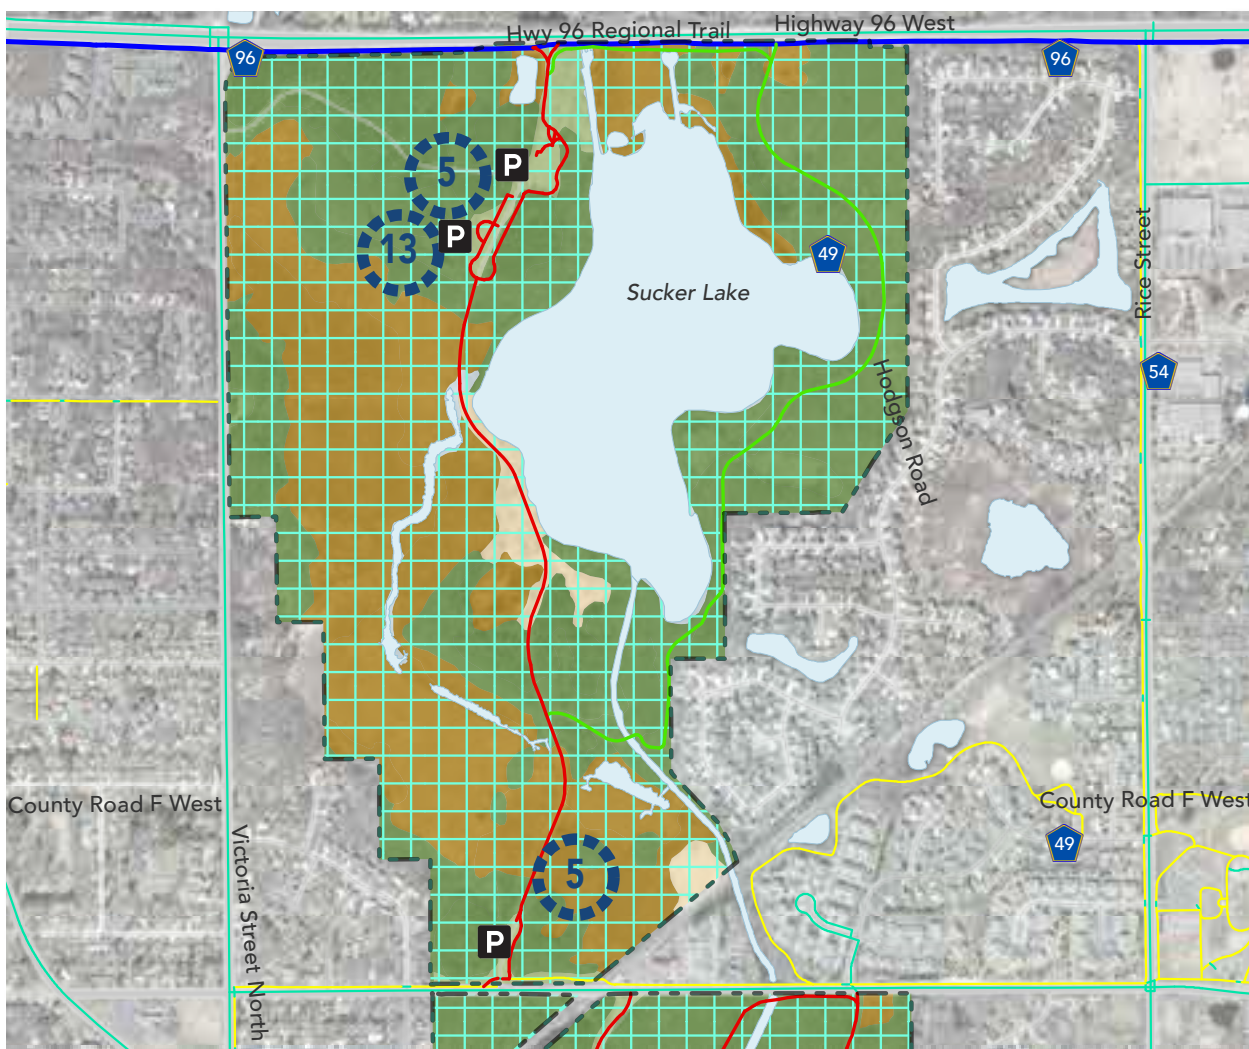 Hwy 96 Regional Trail
Highway 96 West
96
96
P
5
P
13
49
Sucker Lake
Rice Street
54
Hodgson Road
County Road F West
County Road F West
49
Victoria Street North
5
P